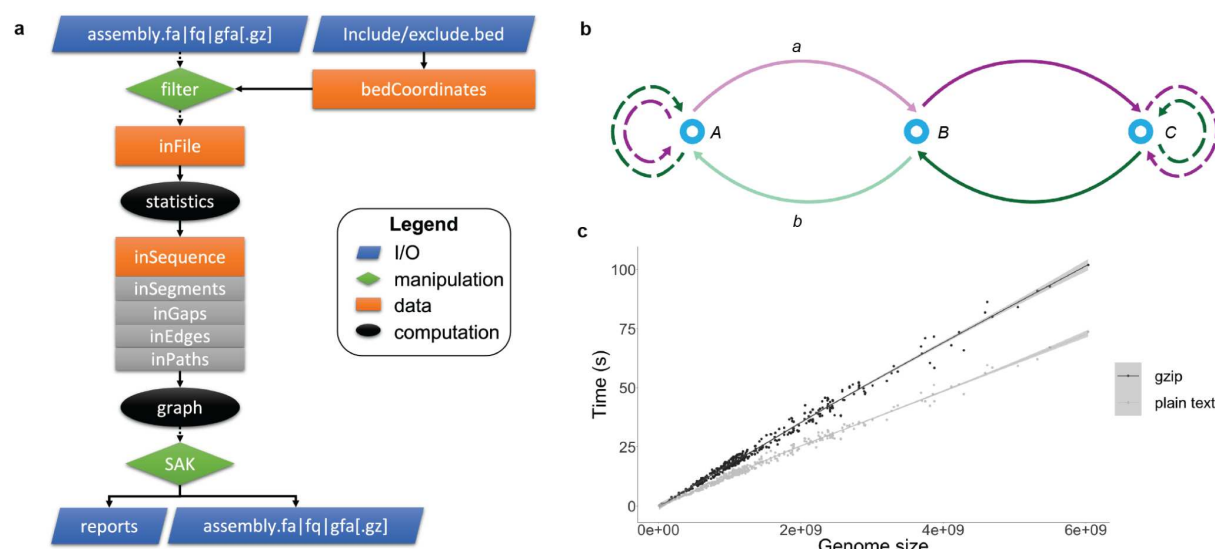 a
assembly.fa|fq|gfa[.gz]
Include/exclude.bed
filter
bedCoordinates
inFile
statistics
inSequence
inSegments
inGaps
inEdges
inPaths
graph
SAK
reports
assembly.fa|fq|gfa[.gz]
Legend
I/O
manipulation
data
computation
b
a
A
B
C
b
c
Time (s)
100
75
50
25
0
0e+00
2e+09
4e+09
6e+09
Genome size
gzip
plain text